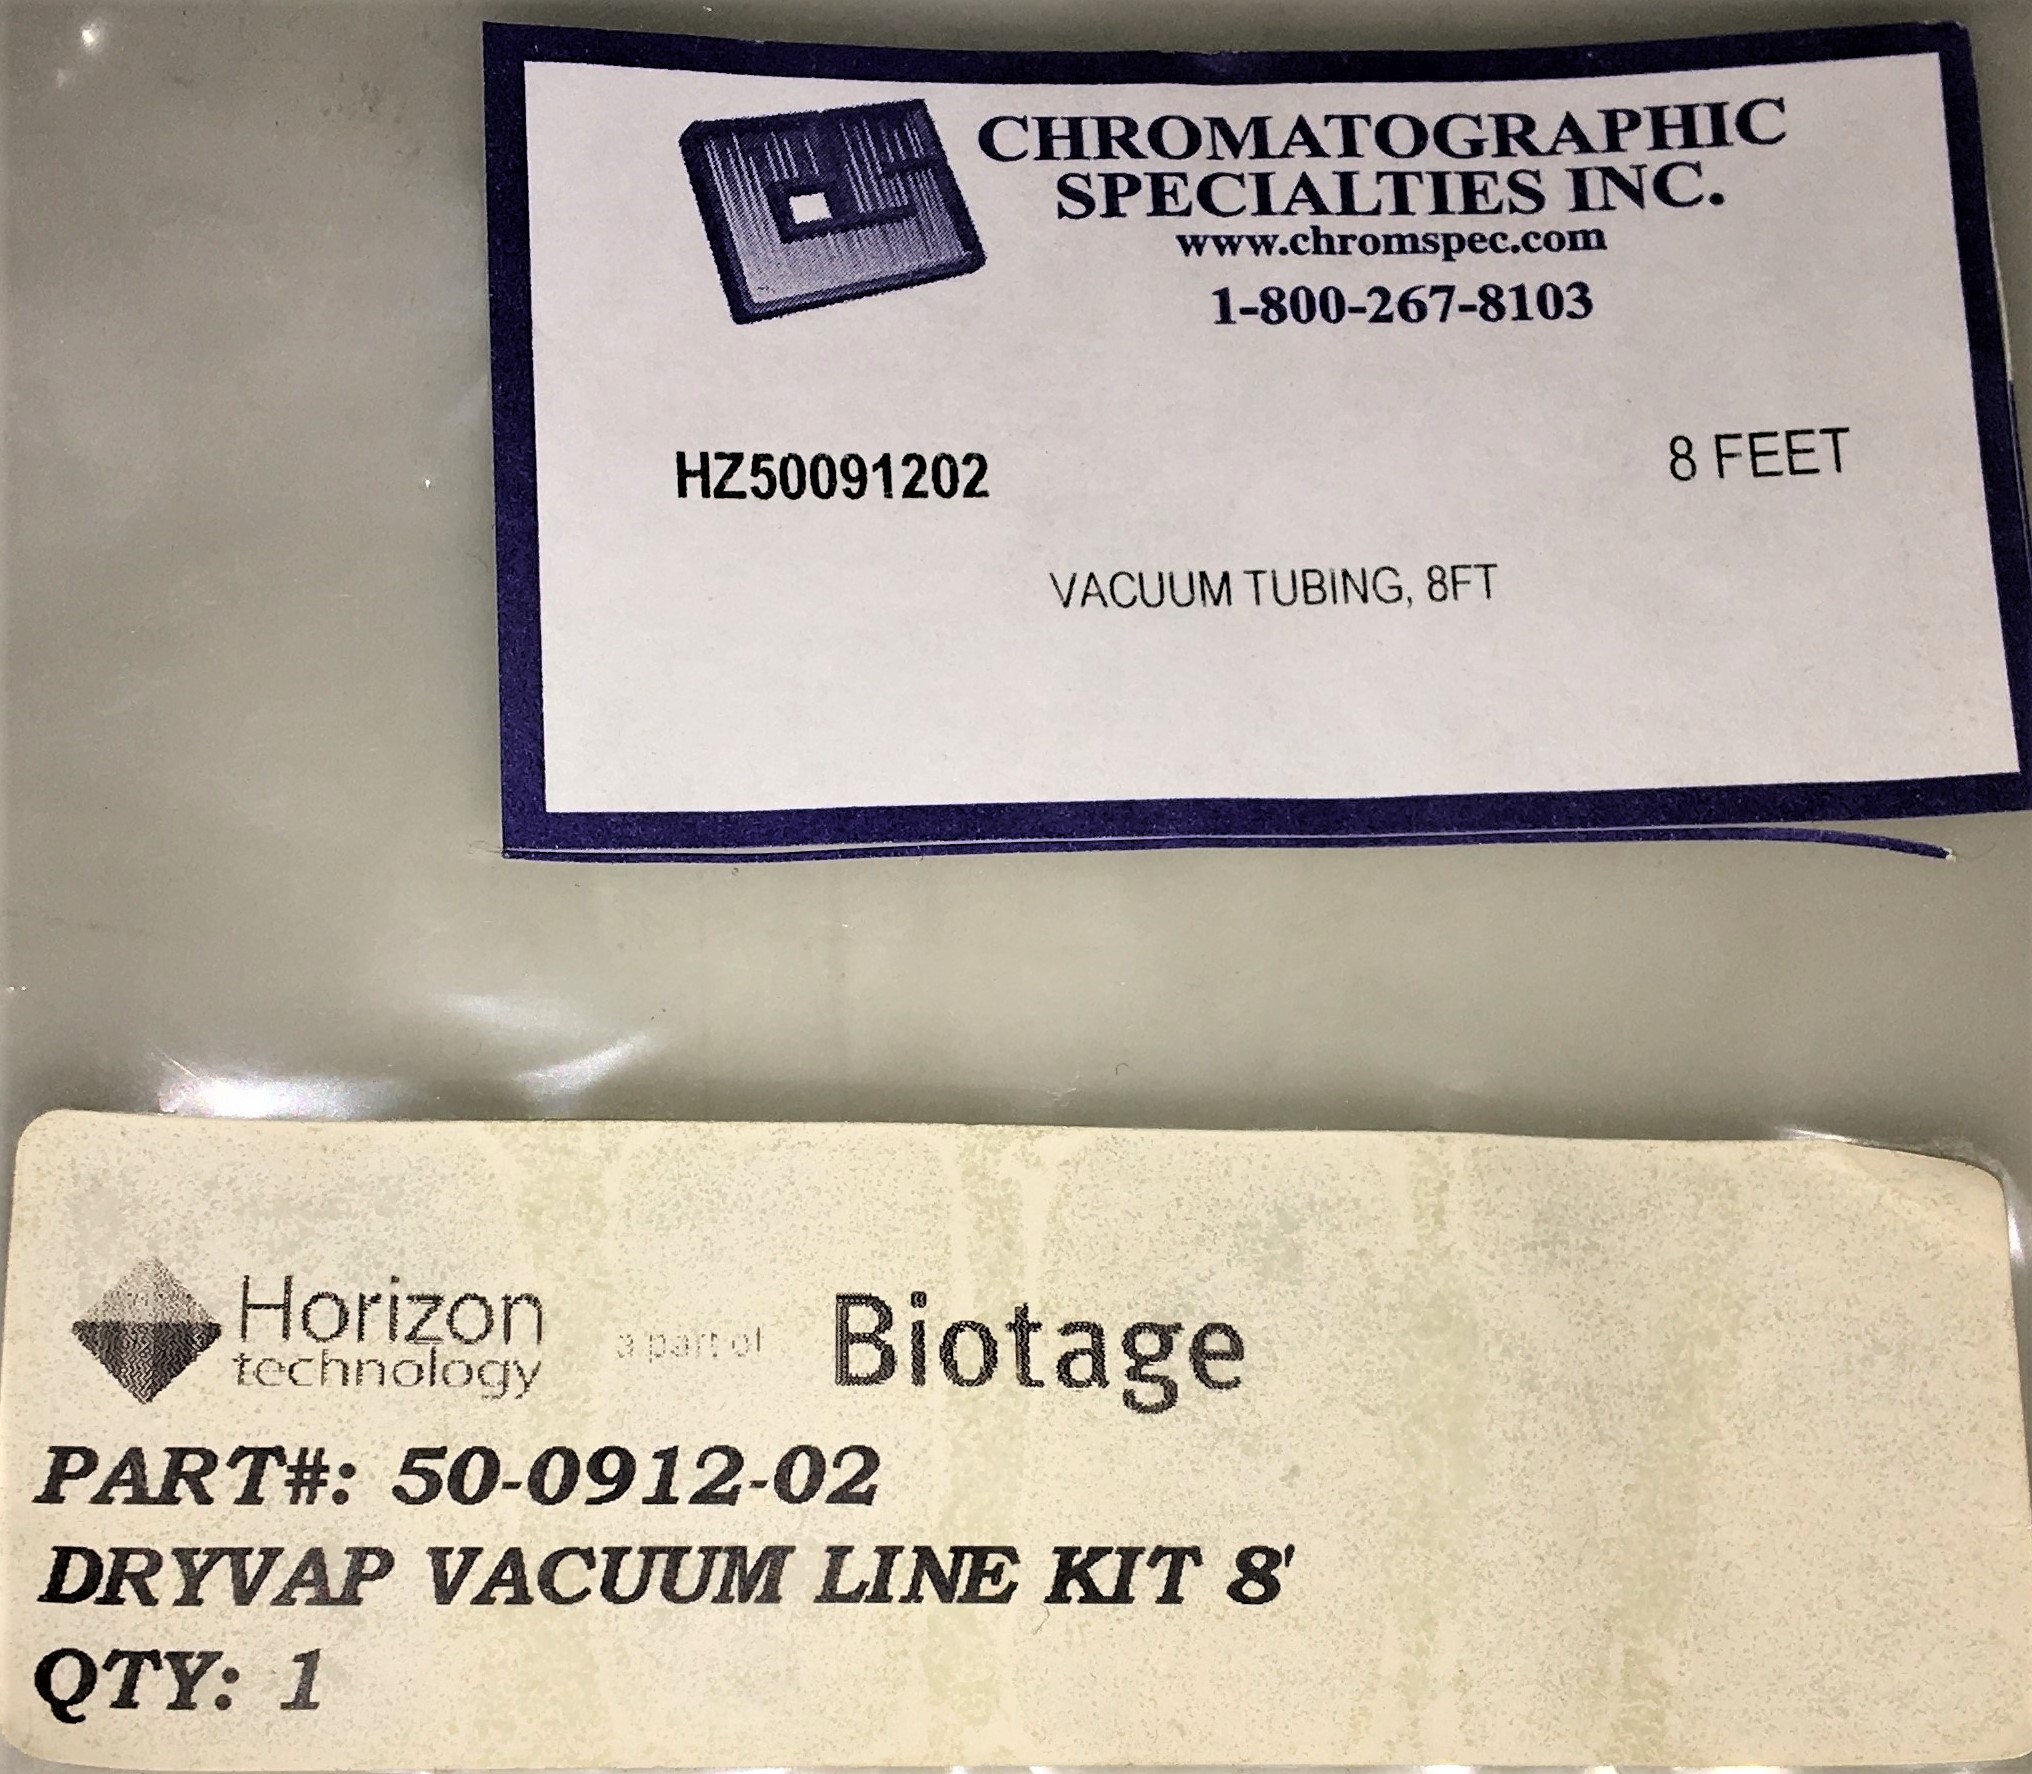 CHROMATOGRAPHIC
SPECIALTIES INC.
www.chromspec.com
1-800-267-8103
HZ50091202 8 FEET
VACUUM TUBING, 8FT
Horizon
technology
a part of
Biotage
PART#: 50-0912-02
DRYVAP VACUUM LINE KIT 8'
QTY: 1